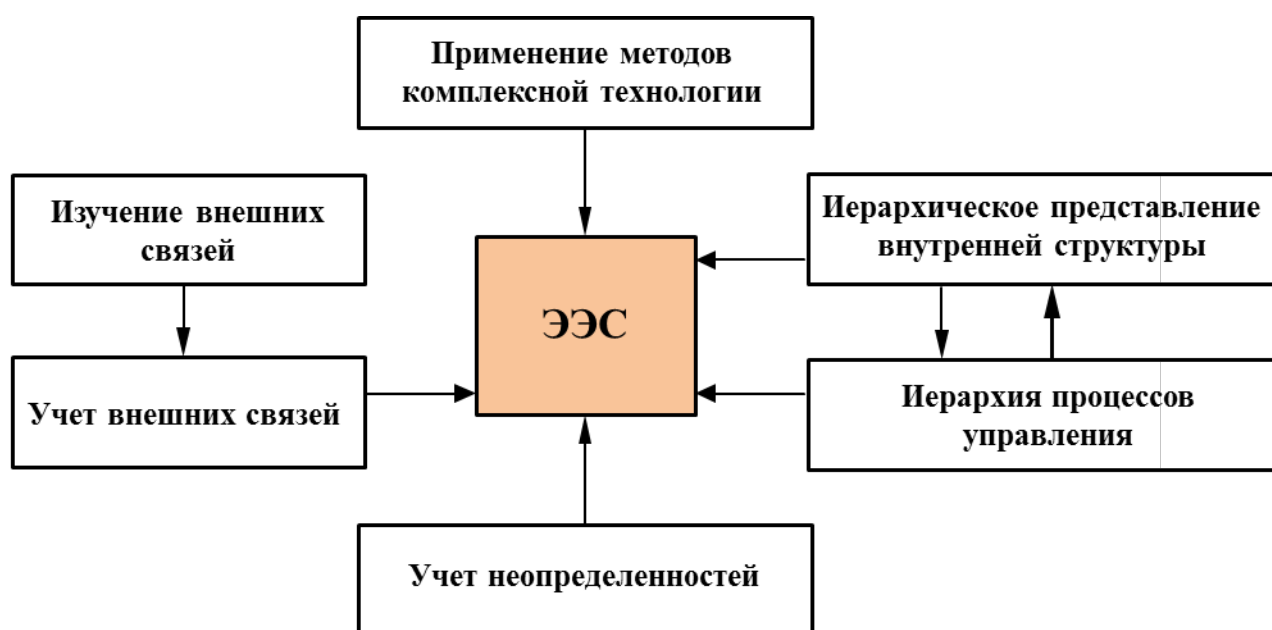 Применение методов
комплексной технологии
Изучение внешних
связей
Иерархическое представление
внутренней структуры
ЭЭС
Учет внешних связей
Иерархия процессов
управления
Учет неопределенностей